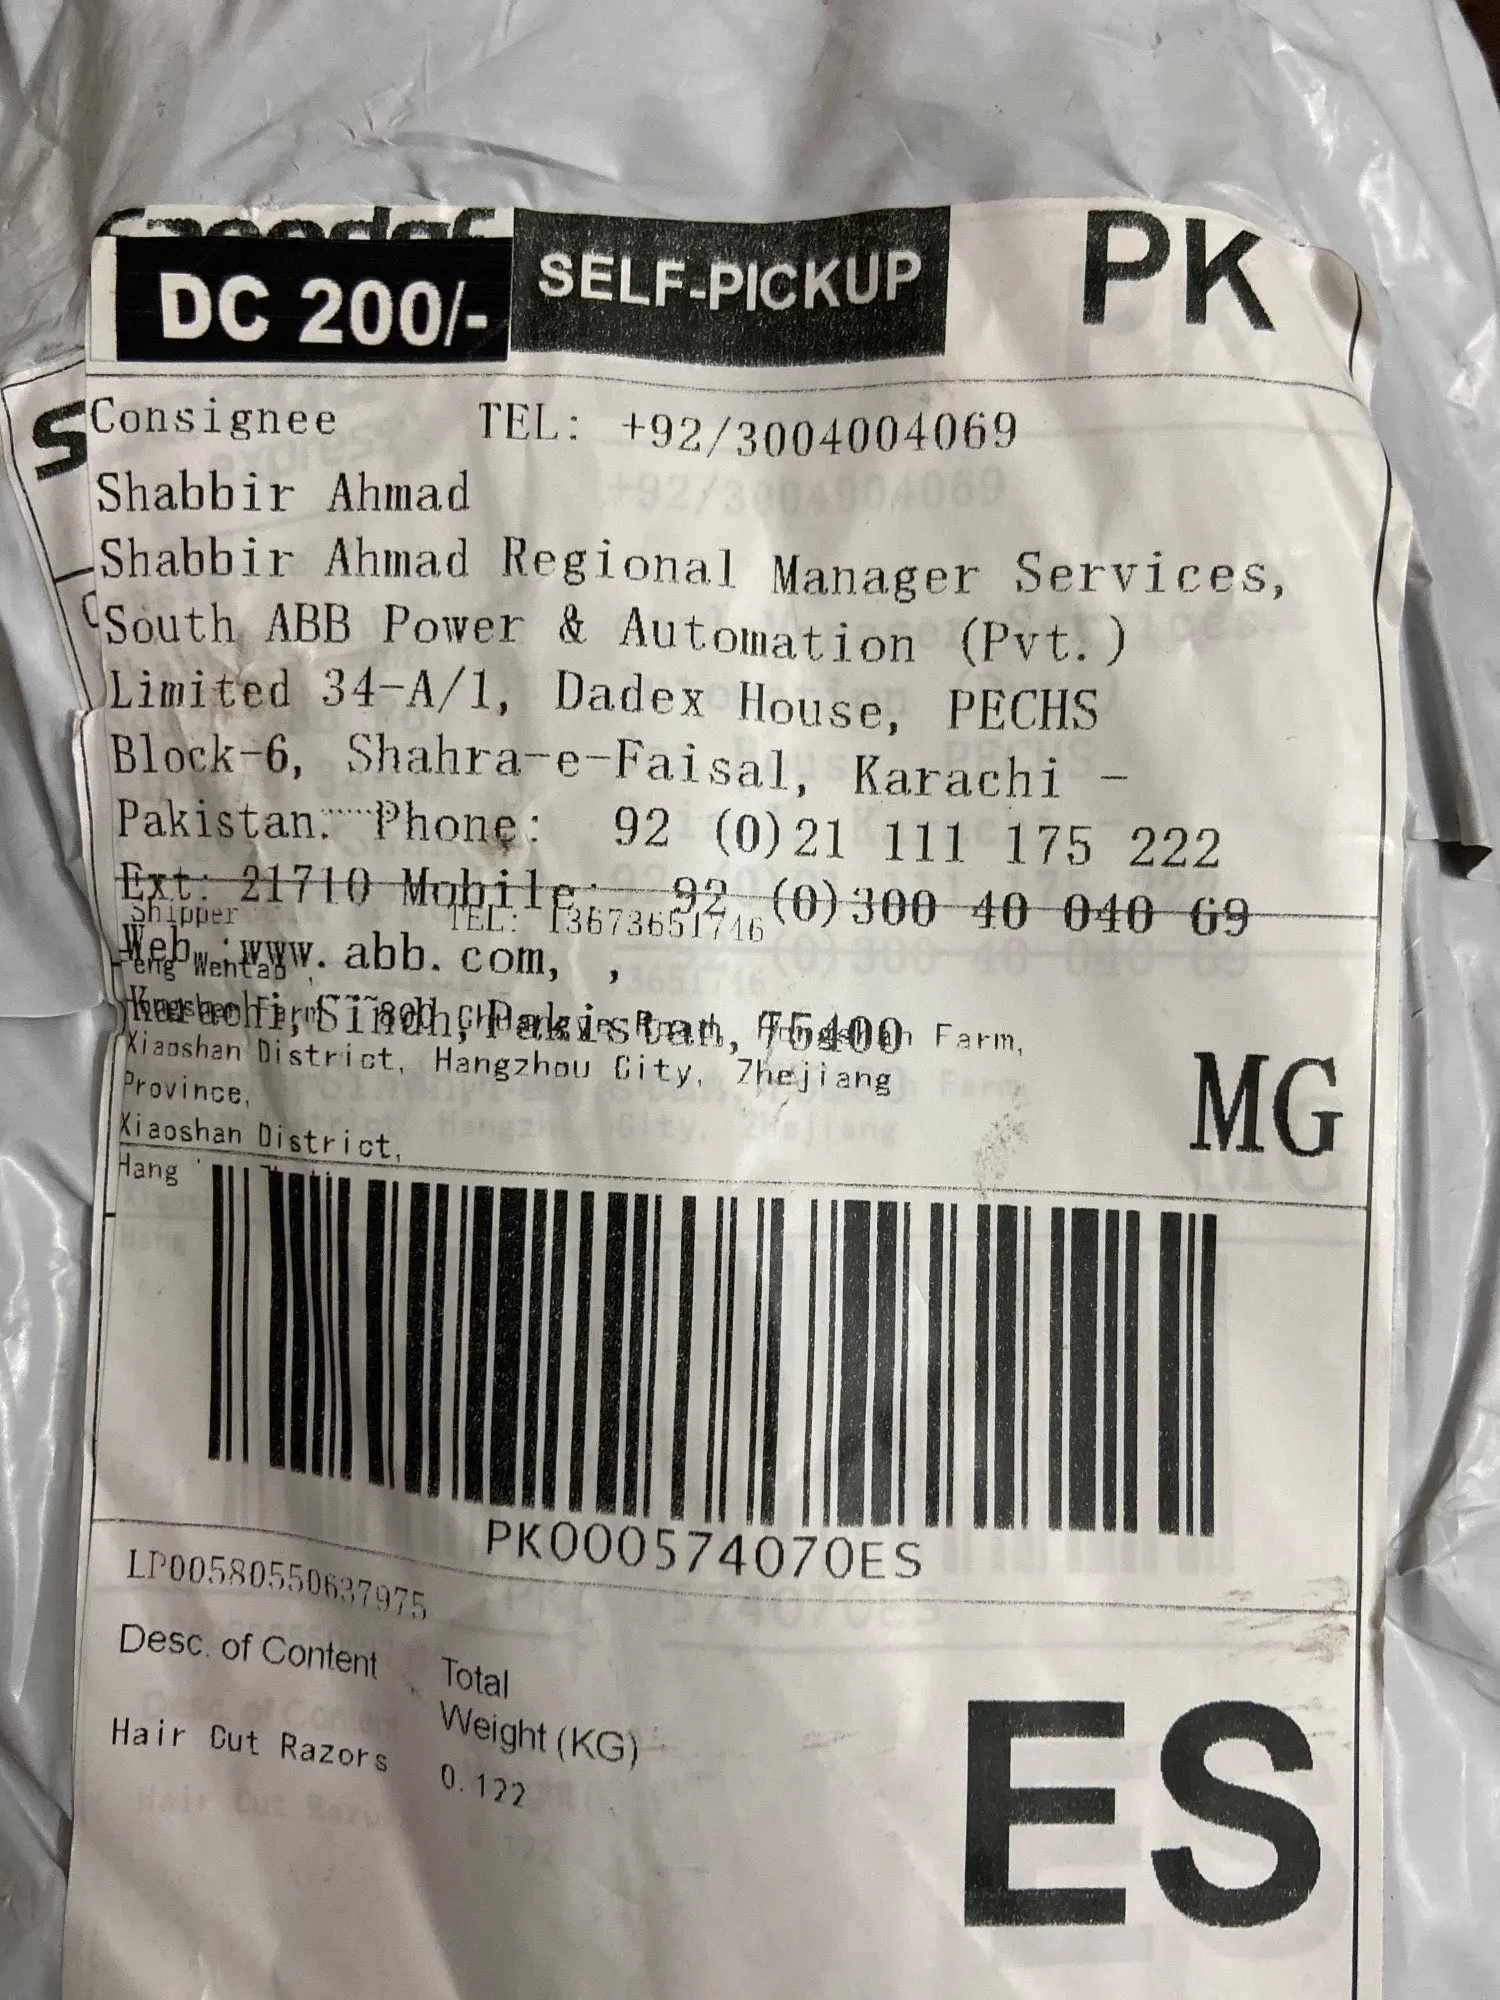 DC 200/- SELF-PICKUP PK
Consignee TEL: +92/3004004069
Shabbir Ahmad
Shabbir Ahmad Regional Manager Services,
South ABB Power & Automation (Pvt.)
Limited 34-A/1, Dadex House, PECHS
Block-6, Shahra-e-Faisal, Karachi -
Pakistan. Phone: 92 (0)21 111 175 222
Ext: 21710 Mobile: 92 (0)300 40 040 69
Shipper TEL: 13673651746
Web :www.abb.com, ,
Karachi, Sindh, Pakistan, 75400
Farm,
Xiaoshan District, Hangzhou City, Zhejiang
Province,
Xiaoshan District,
Hang
MG
PK000574070ES
LP00580550637975
Desc. of Content Total
Weight (KG)
Hair Cut Razors 0.122
ES